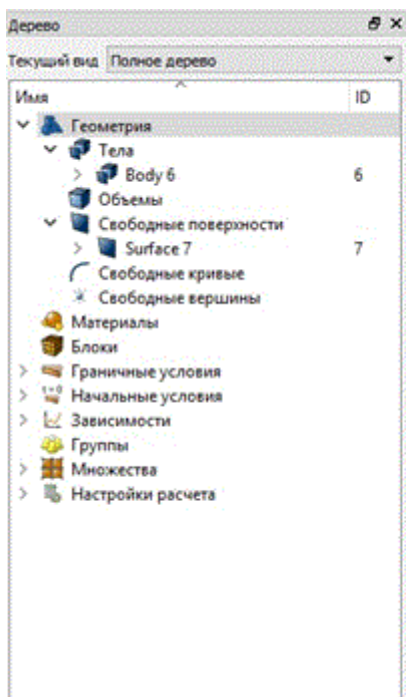 Дерево
Текущий вид Полное дерево
Имя ID
Геометрия
Тела
Body 6 6
Объемы
Свободные поверхности
Surface 7 7
Свободные кривые
Свободные вершины
Материалы
Блоки
Граничные условия
t=0 Начальные условия
Зависимости
Группы
Множества
Настройки расчета